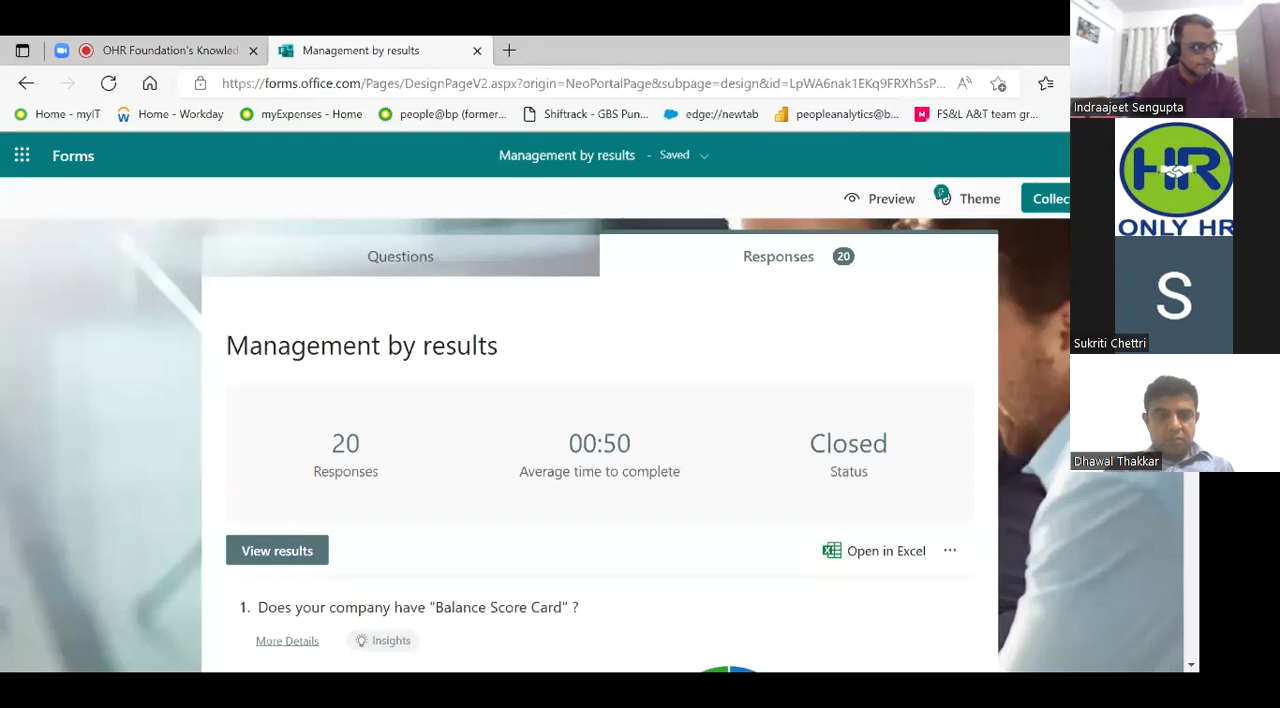 OHR Foundation's Knowled
Management by results
https://forms.office.com/Pages/DesignPageV2.aspx?origin=NeoPortalPage&subpage=design&id=LpWA6nak1EKq9FRXhSsP...
Home - myIT
Home - Workday
myExpenses - Home
people@bp (former...
Shiftrack - GBS Pun...
edge://newtab
peopleanalytics@b...
FS&L A&T team gr...
Forms
Management by results - Saved
Preview
Theme
Collec
Questions
Responses 20
Management by results
20
Responses
00:50
Average time to complete
Closed
Status
View results
Open in Excel
1. Does your company have "Balance Score Card" ?
More Details
Insights
Indraajeet Sengupta
HR
ONLY HR
S
Sukriti Chettri
Dhawal Thakkar